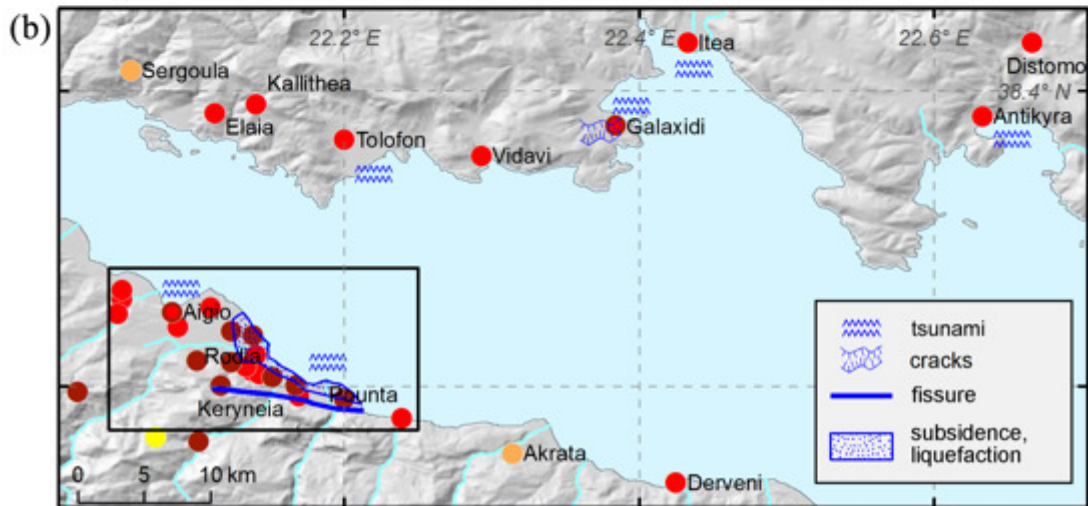 (b)
22.2° E
22.4° E
22.6° E
Itea
Sergoula
Distomo
Kallithea
38.4° N
Elaia
Galaxidi
Antikyra
Tolofon
Vidavi
Aigio
Rodia
Keryneia
Pounta
tsunami
cracks
fissure
subsidence,
liquefaction
Akrata
0 5 10 km
Derveni